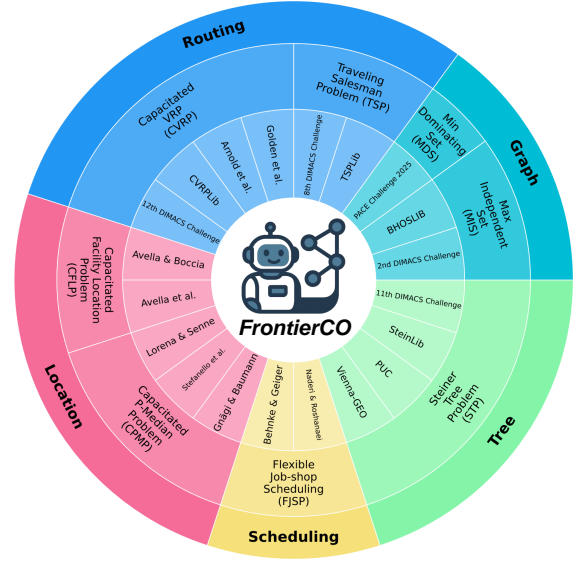 Routing
Capacitated
VRP
(CVRP)
Traveling
Salesman
Problem (TSP)
12th DIMACS Challenge
CVRPLib
Arnold et al.
Golden et al.
8th DIMACS Challenge
TSPLib
Graph
Min
Dominating
Set
(MDS)
Max
Independent
Set
(MIS)
PACE Challenge 2025
BHOSLIB
2nd DIMACS Challenge
Tree
Steiner
Tree
Problem
(STP)
11th DIMACS Challenge
SteinLib
PUC
Vienna-GEO
Scheduling
Flexible
Job-shop
Scheduling
(FJSP)
Naderi & Roshanaei
Behnke & Geiger
Location
Capacitated
P-Median
Problem
(CPMP)
Gnägi & Baumann
Stefanello et al.
Lorena & Senne
Capacitated
Facility Location
Problem
(CFLP)
Avella et al.
Avella & Boccia
FrontierCO